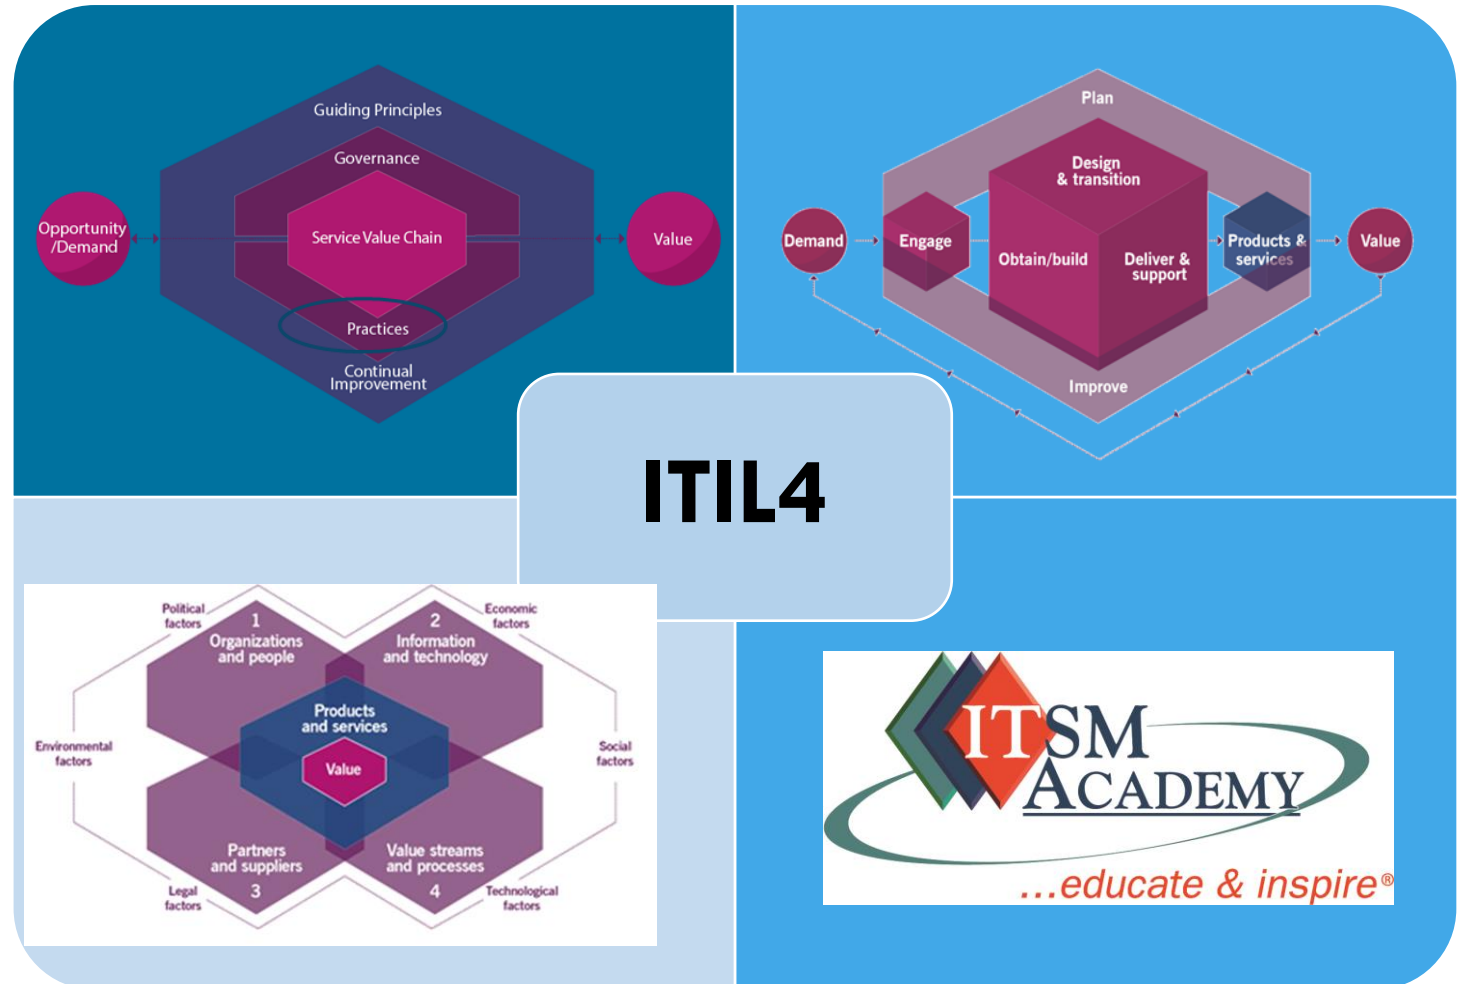 Guiding Principles
Governance
Opportunity
/Demand
Service Value Chain
Value
Practices
Continual
Improvement
Plan
Design
& transition
Demand
Engage
Obtain/build
Deliver &
support
Products &
services
Value
Improve
ITIL4
Political
factors
1
Organizations
and people
2
Information
and technology
Economic
factors
Products
and services
Value
Environmental
factors
Social
factors
Partners
and suppliers
3
Value streams
and processes
4
Legal
factors
Technological
factors
ITSM
ACADEMY
...educate & inspire®